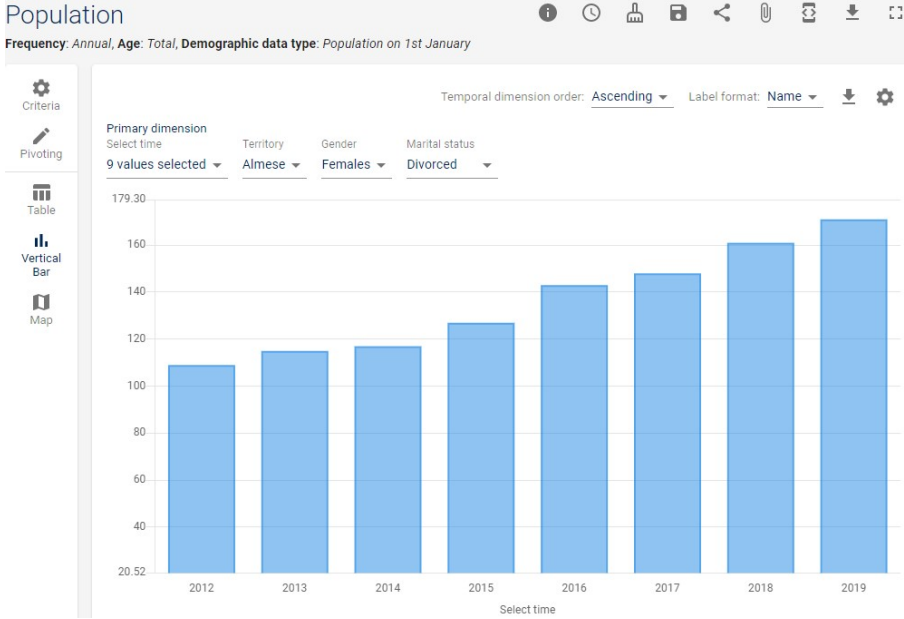 Population
Frequency: Annual, Age: Total, Demographic data type: Population on 1st January
Criteria
Pivoting
Table
Vertical
Bar
Map
Temporal dimension order: Ascending Label format: Name
Primary dimension
Select time Territory Gender Marital status
9 values selected Almese Females Divorced
179.30
160
140
120
100
80
60
40
20.52
2012 2013 2014 2015 2016 2017 2018 2019
Select time